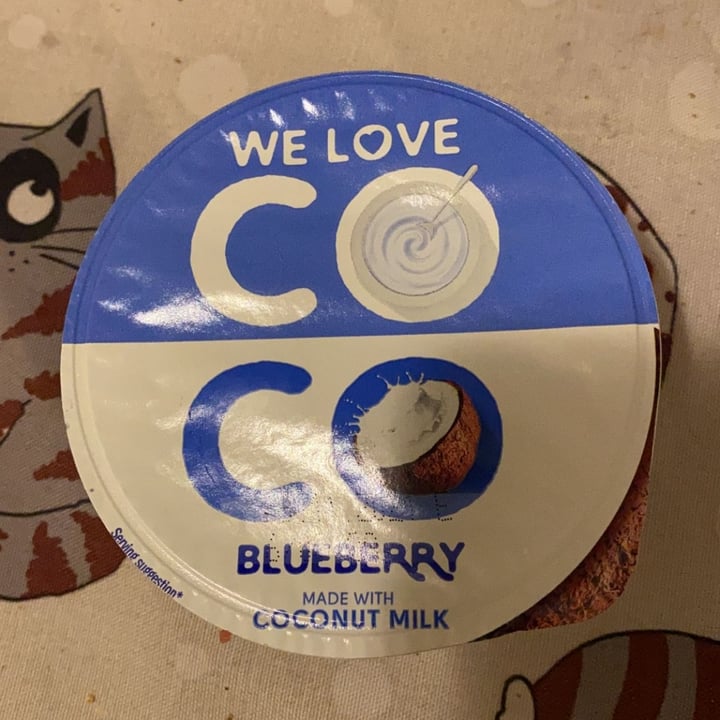 WE LOVE
CO
CO
BLUEBERRY
MADE WITH
COCONUT MILK
Serving suggestion*